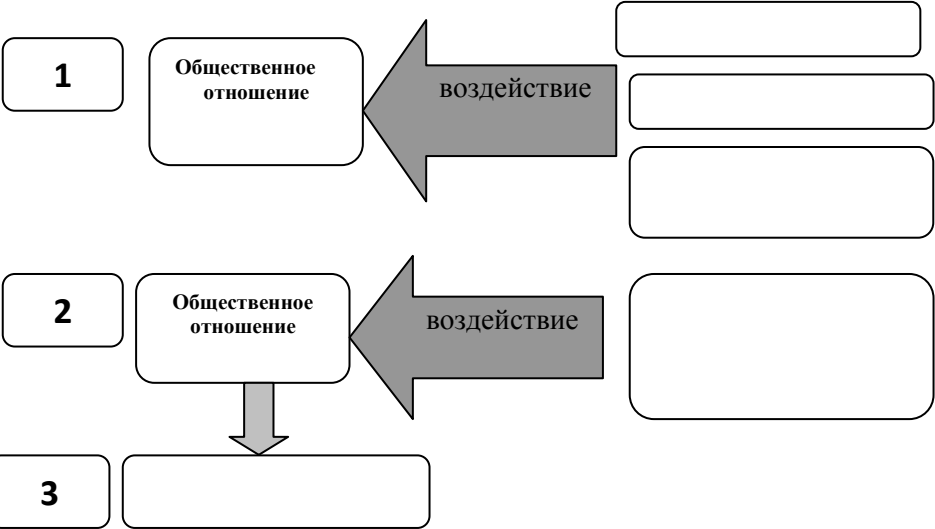 1
Общественное
отношение
воздействие
2
Общественное
отношение
воздействие
3